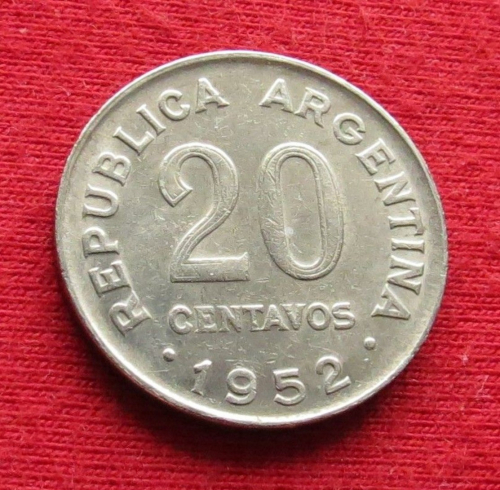 REPUBLICA ARGENTINA
20
CENTAVOS
· 1952 ·